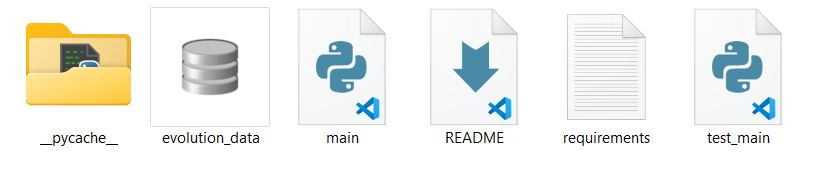 __pycache__
evolution_data
main
README
requirements
test_main